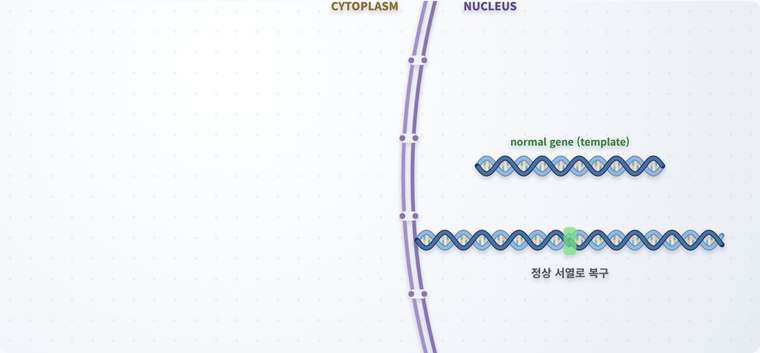 CYTOPLASM
NUCLEUS
normal gene (template)
정상 서열로 복구